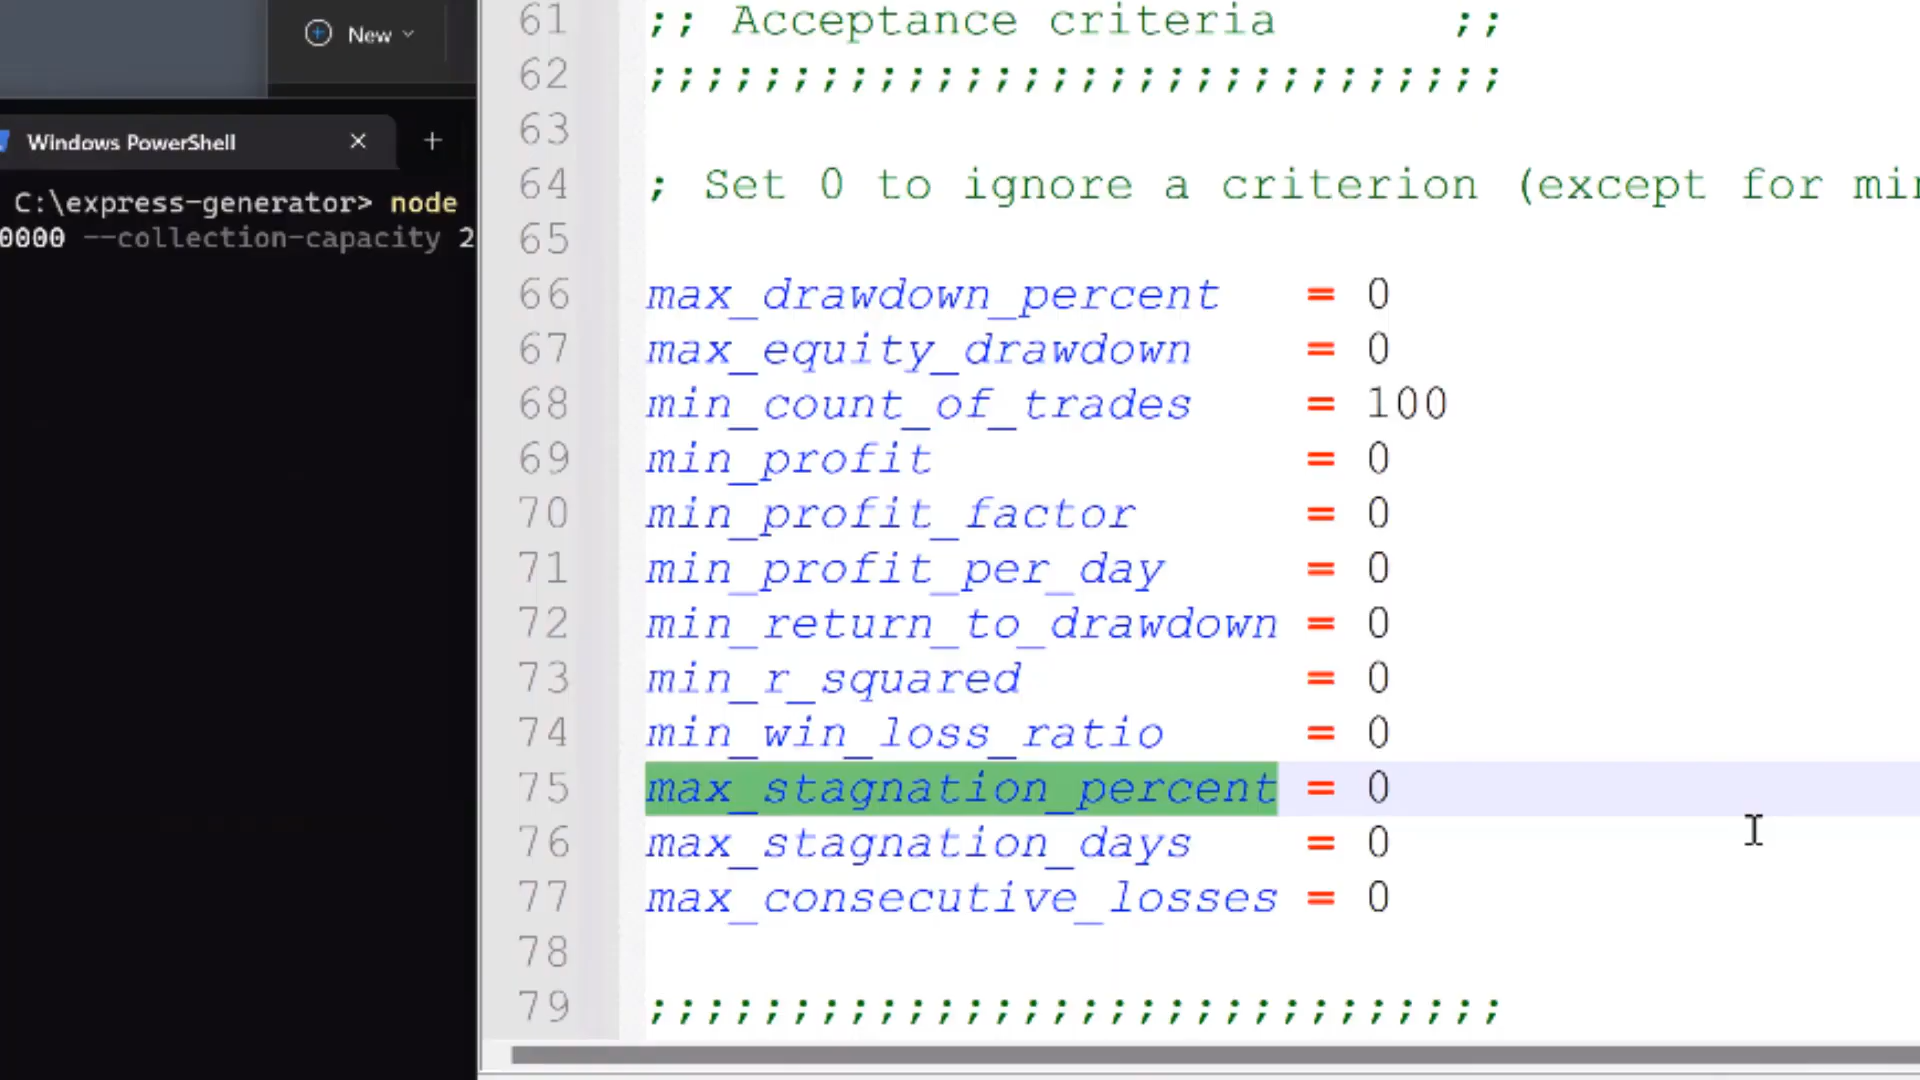 New
Windows PowerShell
C:\express-generator> node
0000 --collection-capacity 2
61 ;; Acceptance criteria ;;
62 ;;;;;;;;;;;;;;;;;;;;;;;;;;;;;;
63
64 ; Set 0 to ignore a criterion (except for min
65
66 max_drawdown_percent = 0
67 max_equity_drawdown = 0
68 min_count_of_trades = 100
69 min_profit = 0
70 min_profit_factor = 0
71 min_profit_per_day = 0
72 min_return_to_drawdown = 0
73 min_r_squared = 0
74 min_win_loss_ratio = 0
75 max_stagnation_percent = 0
76 max_stagnation_days = 0
77 max_consecutive_losses = 0
78
79 ;;;;;;;;;;;;;;;;;;;;;;;;;;;;;;